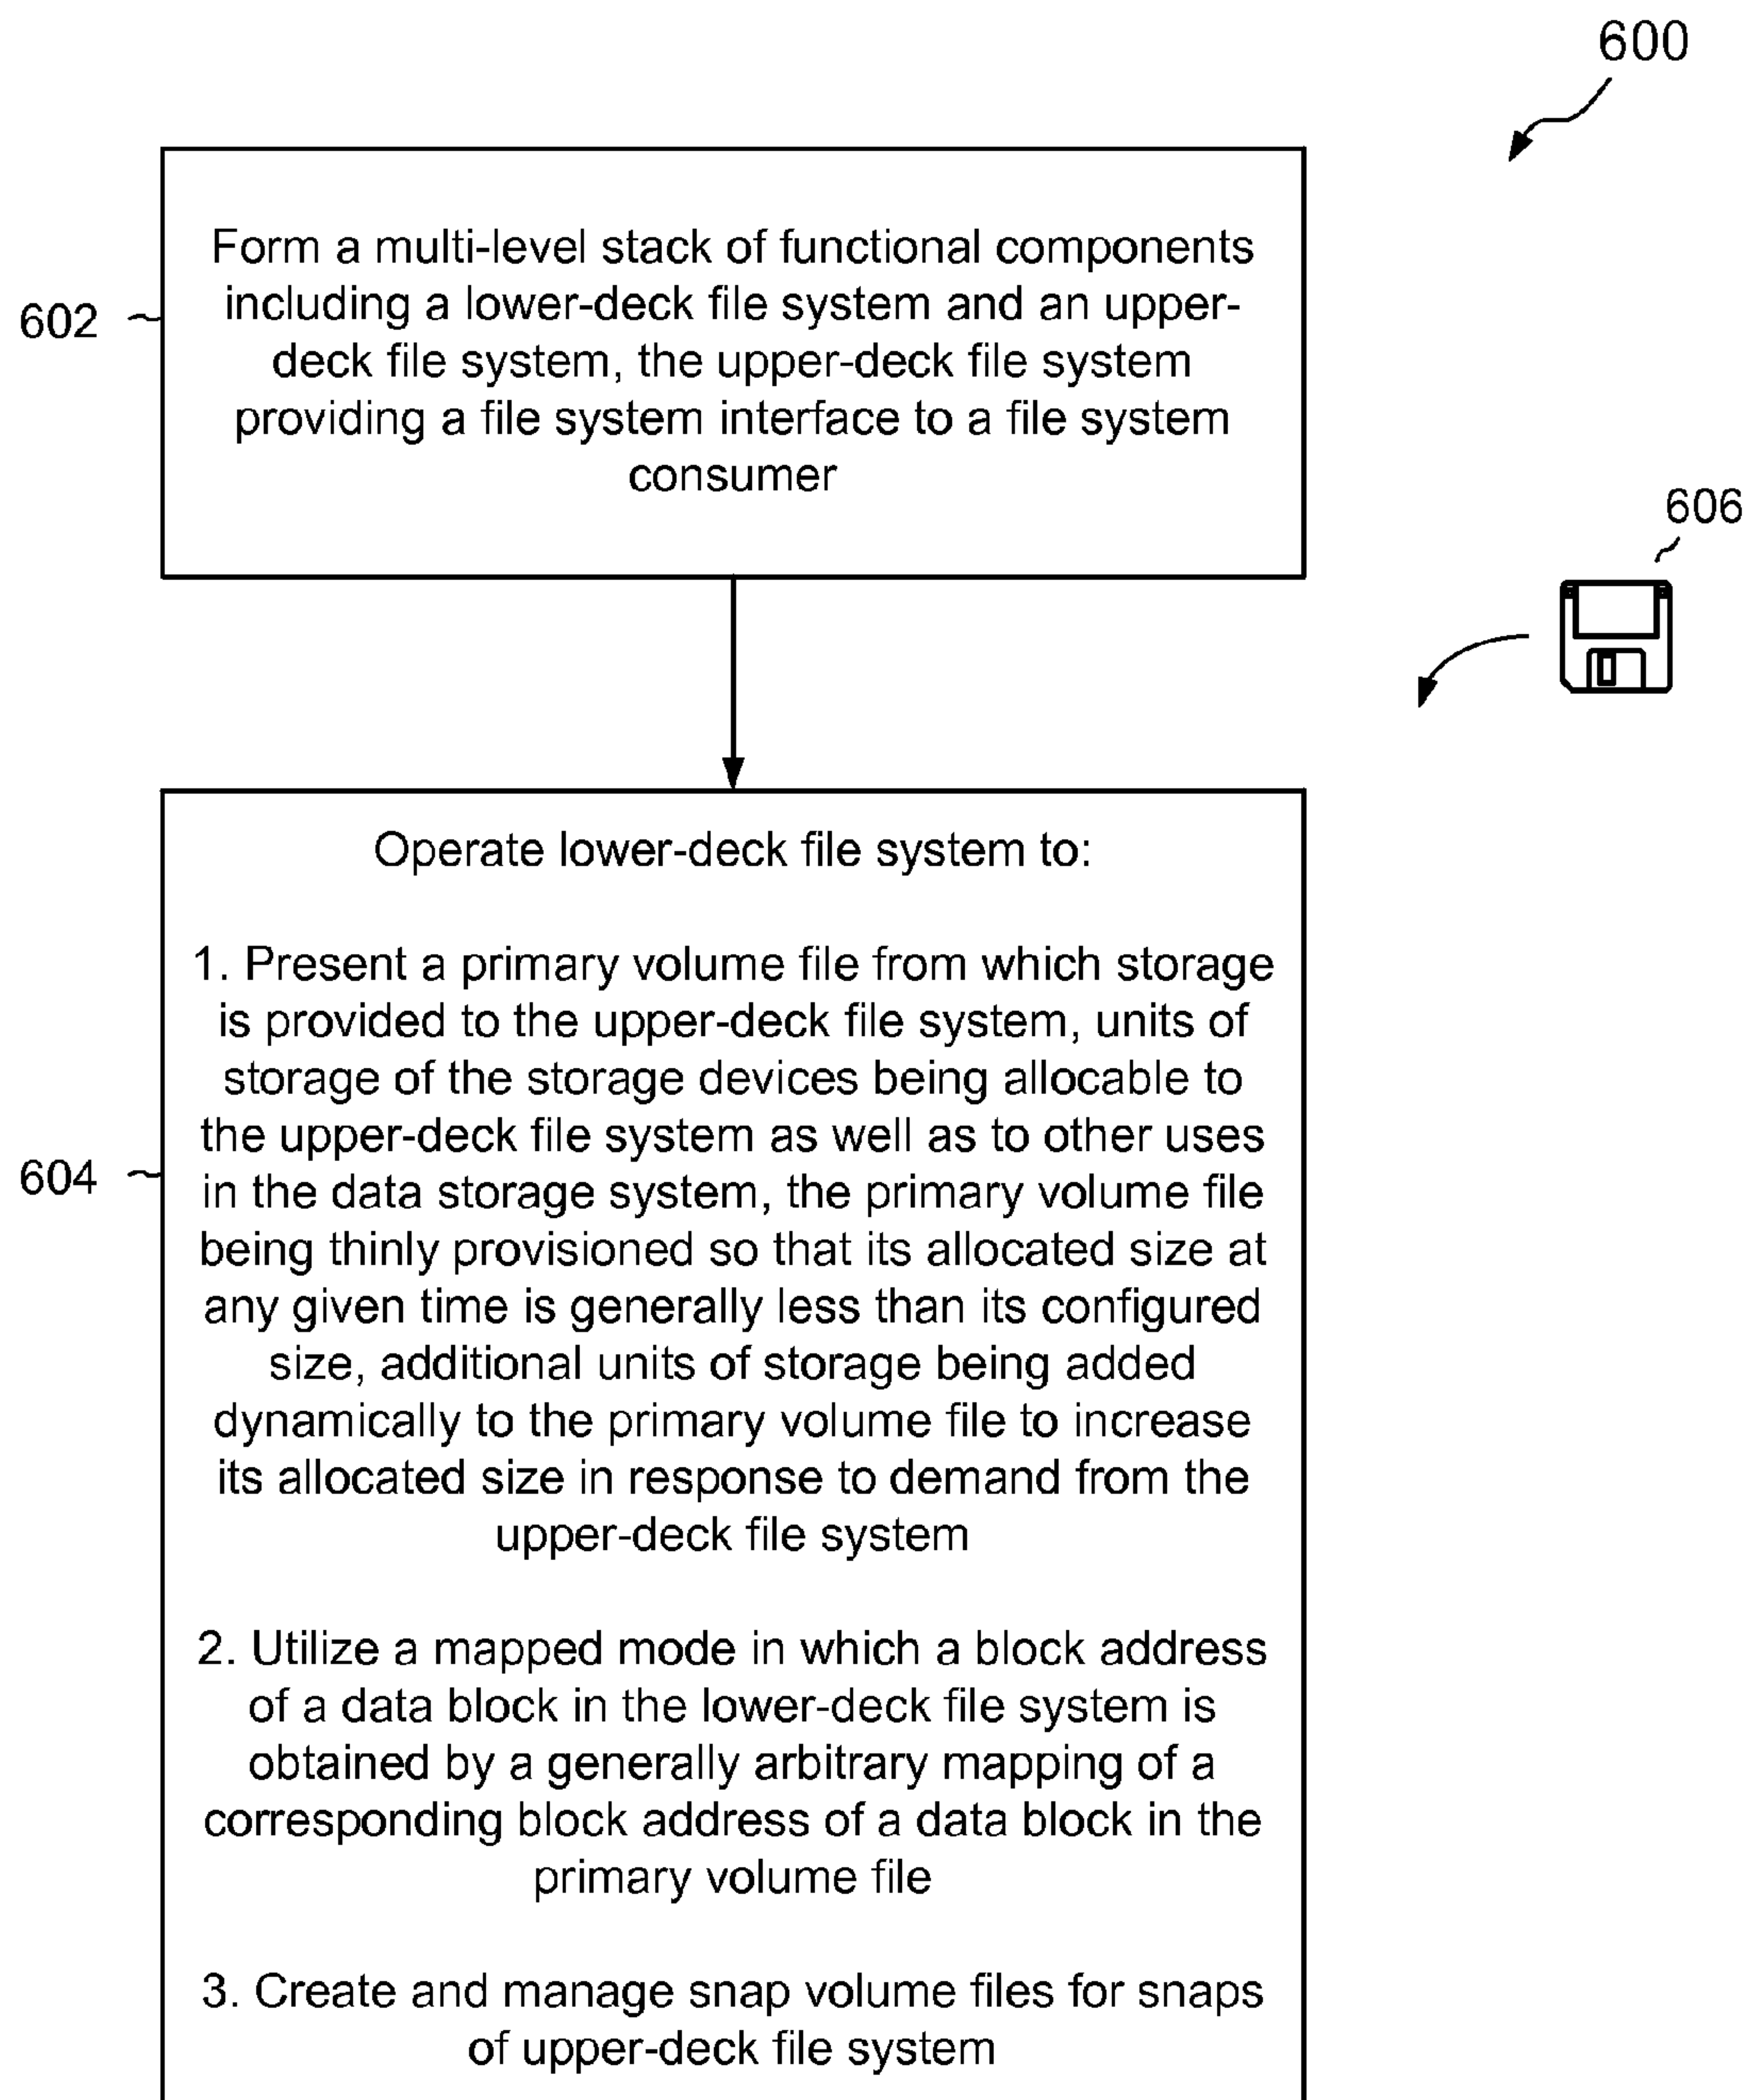 600
Form a multi-level stack of functional components
including a lower-deck file system and an upper-
deck file system, the upper-deck file system
providing a file system interface to a file system
consumer
602
606
Operate lower-deck file system to:
1. Present a primary volume file from which storage
is provided to the upper-deck file system, units of
storage of the storage devices being allocable to
the upper-deck file system as well as to other uses
in the data storage system, the primary volume file
being thinly provisioned so that its allocated size at
any given time is generally less than its configured
size, additional units of storage being added
dynamically to the primary volume file to increase
its allocated size in response to demand from the
upper-deck file system
604
2. Utilize a mapped mode in which a block address
of a data block in the lower-deck file system is
obtained by a generally arbitrary mapping of a
corresponding block address of a data block in the
primary volume file
3. Create and manage snap volume files for snaps
of upper-deck file system